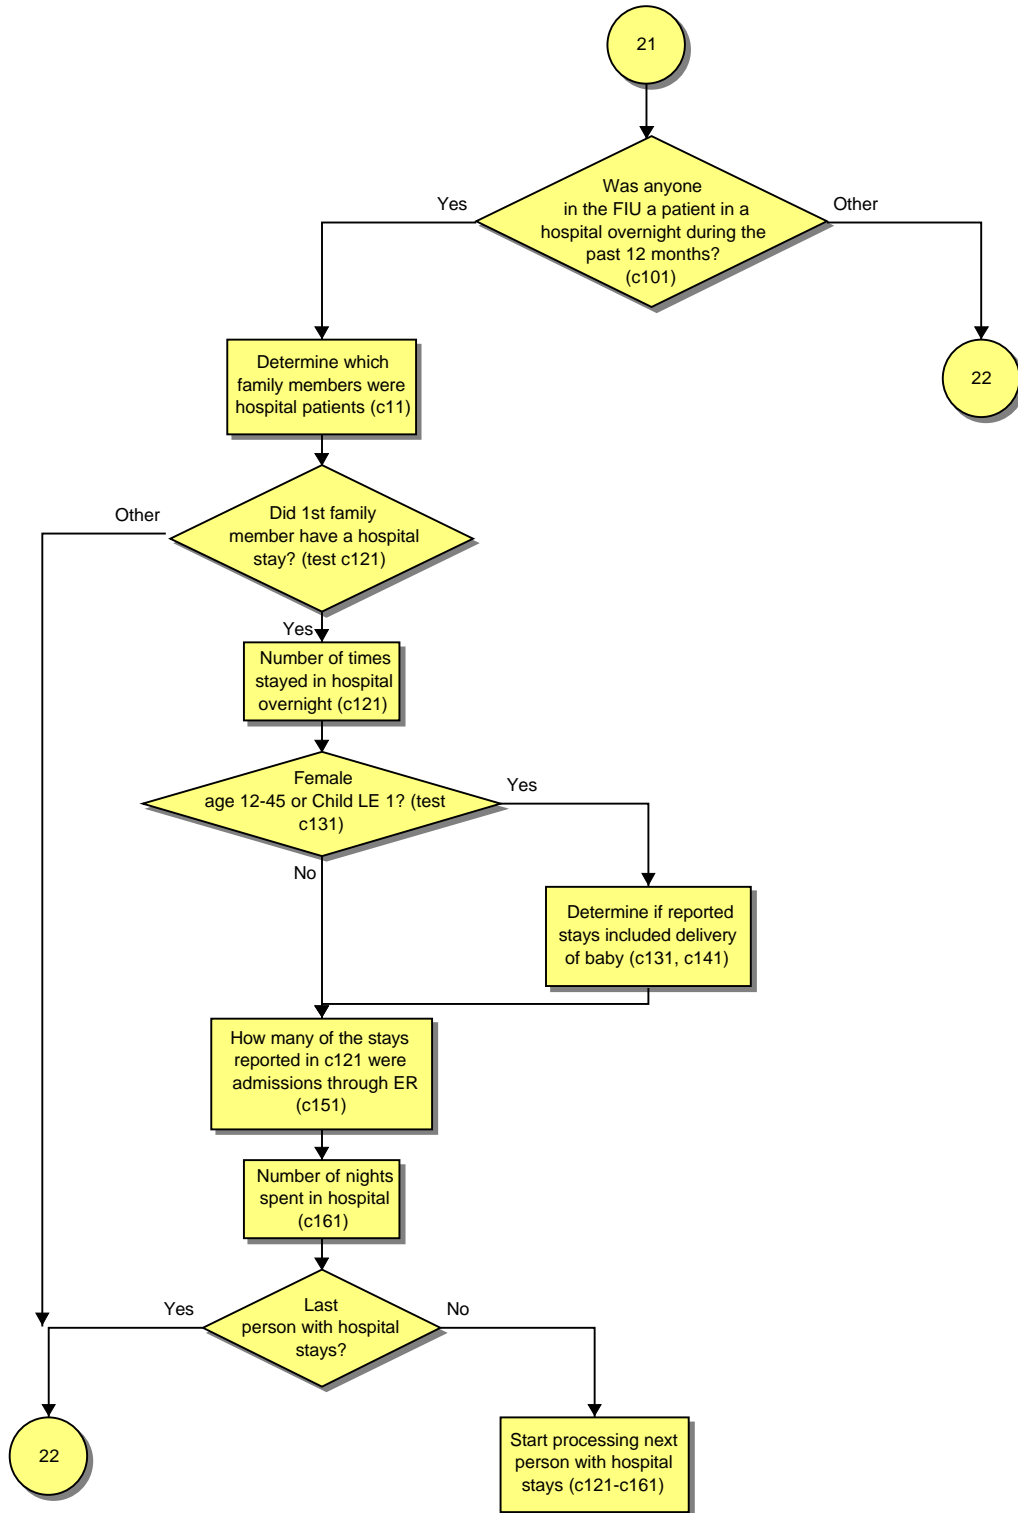 21
Was anyone
in the FIU a patient in a
hospital overnight during the
past 12 months?
(c101)
Yes
Other
22
Determine which
family members were
hospital patients (c11)
Did 1st family
member have a hospital
stay? (test c121)
Other
Yes
Number of times
stayed in hospital
overnight (c121)
Female
age 12-45 or Child LE 1? (test
c131)
Yes
No
Determine if reported
stays included delivery
of baby (c131, c141)
How many of the stays
reported in c121 were
admissions through ER
(c151)
Number of nights
spent in hospital
(c161)
Last
person with hospital
stays?
Yes
No
22
Start processing next
person with hospital
stays (c121-c161)